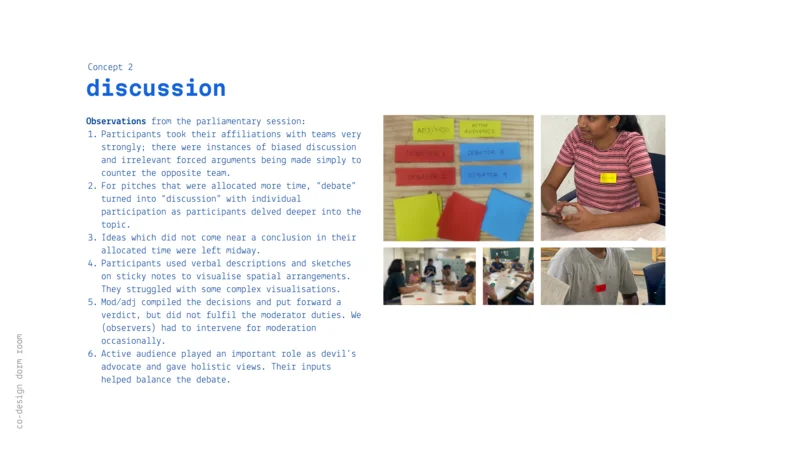 Concept 2
discussion
Observations from the parliamentary session:
1. Participants took their affiliations with teams very
strongly; there were instances of biased discussion
and irrelevant forced arguments being made simply to
counter the opposite team.
2. For pitches that were allocated more time, "debate"
turned into "discussion" with individual
participation as participants delved deeper into the
topic.
3. Ideas which did not come near a conclusion in their
allocated time were left midway.
4. Participants used verbal descriptions and sketches
on sticky notes to visualise spatial arrangements.
They struggled with some complex visualisations.
5. Mod/adj compiled the decisions and put forward a
verdict, but did not fulfil the moderator duties. We
(observers) had to intervene for moderation
occasionally.
6. Active audience played an important role as devil's
advocate and gave holistic views. Their inputs
helped balance the debate.
ADJ/MOD
AUDIENCE
co-design dorm room